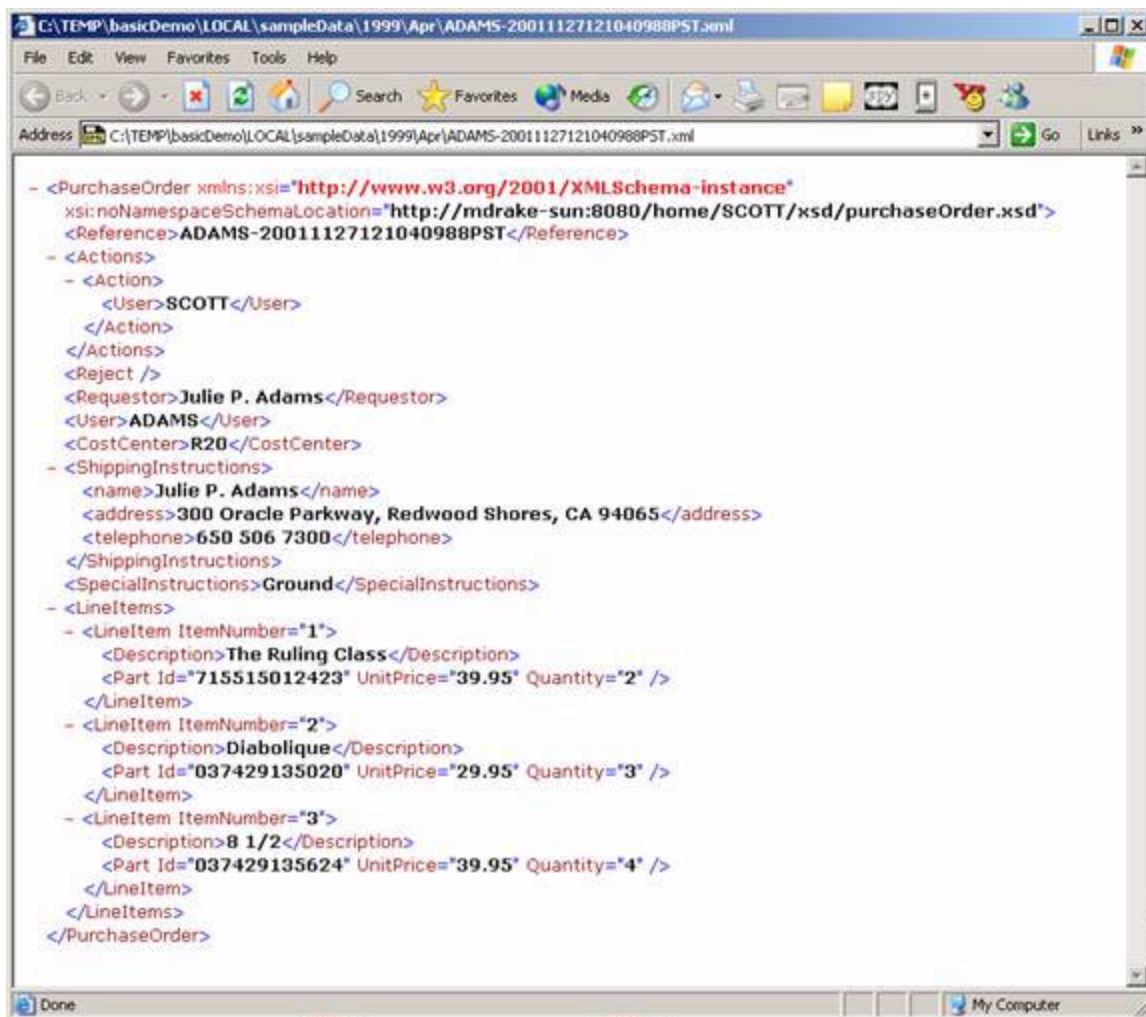 C:\TEMP\basicDemo\LOCAL\sampleData\1999\Apr\ADAMS-20011127121040988PST.xml
File Edit View Favorites Tools Help
Back Search Favorites Media
Address C:\TEMP\basicDemo\LOCAL\sampleData\1999\Apr\ADAMS-20011127121040988PST.xml Go Links »
- <PurchaseOrder xmlns:xsi="http://www.w3.org/2001/XMLSchema-instance"
xsi:noNamespaceSchemaLocation="http://mdrake-sun:8080/home/SCOTT/xsd/purchaseOrder.xsd">
<Reference>ADAMS-20011127121040988PST</Reference>
- <Actions>
- <Action>
<User>SCOTT</User>
</Action>
</Actions>
<Reject />
<Requestor>Julie P. Adams</Requestor>
<User>ADAMS</User>
<CostCenter>R20</CostCenter>
- <ShippingInstructions>
<name>Julie P. Adams</name>
<address>300 Oracle Parkway, Redwood Shores, CA 94065</address>
<telephone>650 506 7300</telephone>
</ShippingInstructions>
<SpecialInstructions>Ground</SpecialInstructions>
- <LineItems>
- <LineItem ItemNumber="1">
<Description>The Ruling Class</Description>
<Part Id="715515012423" UnitPrice="39.95" Quantity="2" />
</LineItem>
- <LineItem ItemNumber="2">
<Description>Diabolique</Description>
<Part Id="037429135020" UnitPrice="29.95" Quantity="3" />
</LineItem>
- <LineItem ItemNumber="3">
<Description>8 1/2</Description>
<Part Id="037429135624" UnitPrice="39.95" Quantity="4" />
</LineItem>
</LineItems>
</PurchaseOrder>
Done My Computer